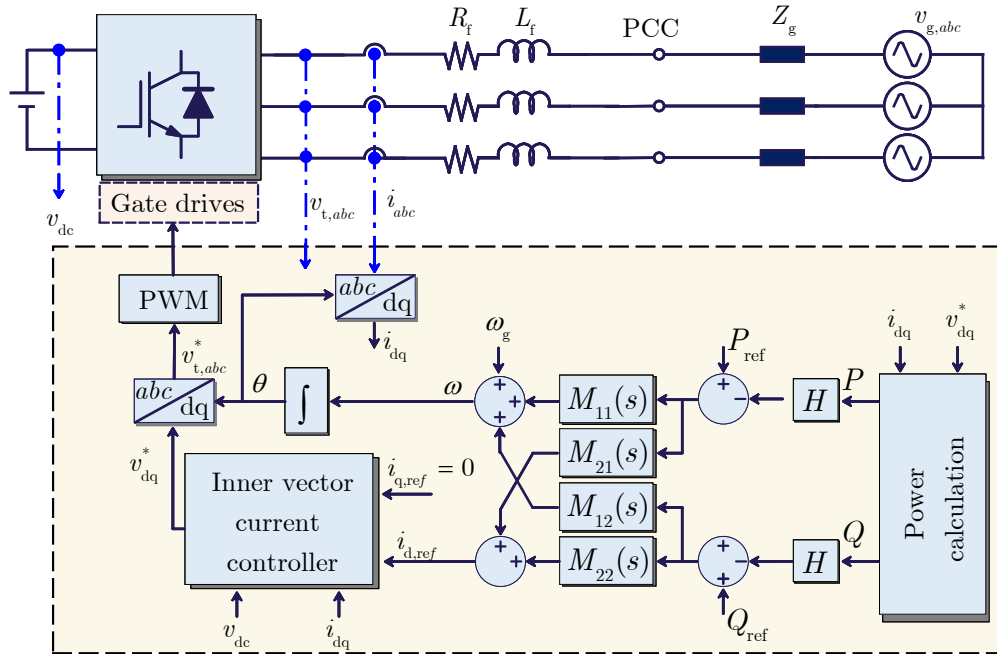 R_f L_f PCC Z_g v_g,abc
Gate drives
v_dc v_t,abc i_abc
PWM
abc
dq
i_dq
v*_t,abc
abc
dq
θ
∫
ω
ω_g
+
+ +
+
M_11(s)
M_21(s)
M_12(s)
M_22(s)
P_ref
+
−
H
P
i_dq v*_dq
Power
calculation
v*_dq
Inner vector
current
controller
i_q,ref = 0
i_d,ref
+
+
+
+
H
Q
Q_ref
v_dc i_dq